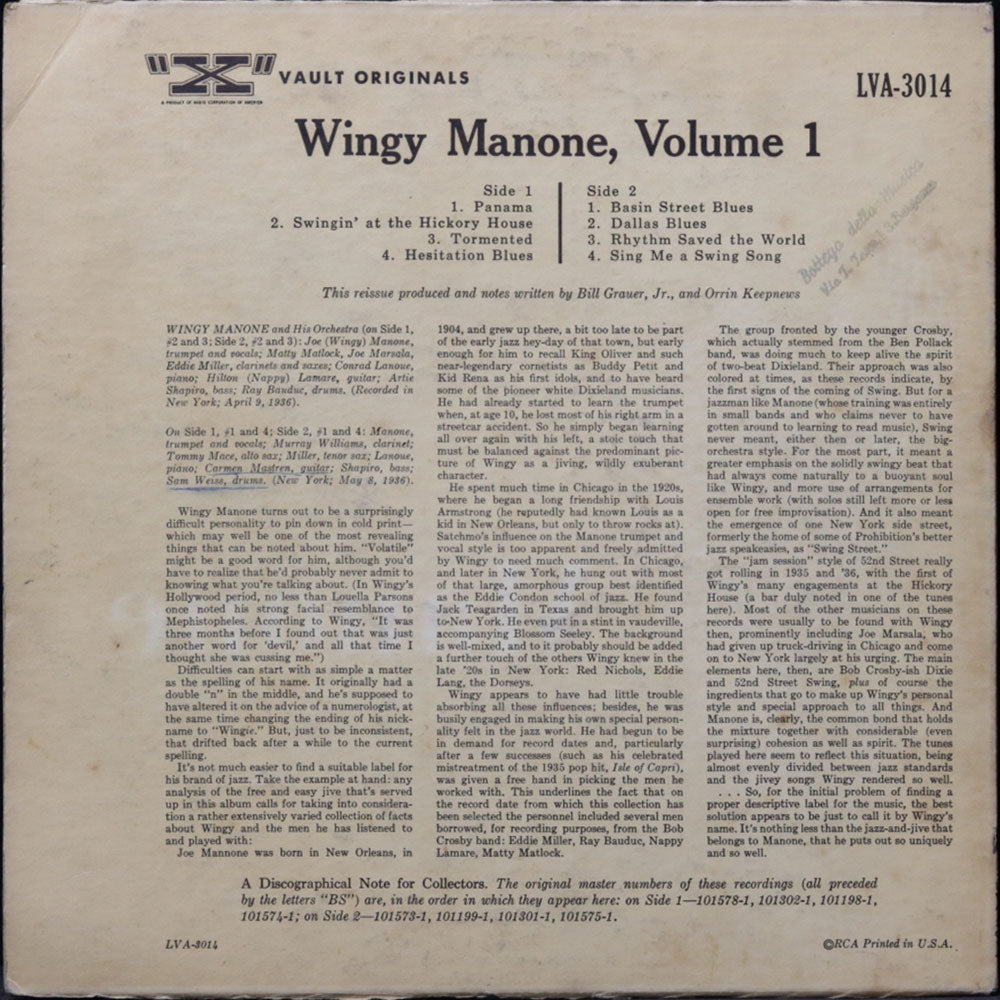 "X" VAULT ORIGINALS
A PRODUCT OF RADIO CORPORATION OF AMERICA
LVA-3014
Wingy Manone, Volume 1
Side 1
1. Panama
2. Swingin' at the Hickory House
3. Tormented
4. Hesitation Blues
Side 2
1. Basin Street Blues
2. Dallas Blues
3. Rhythm Saved the World
4. Sing Me a Swing Song
Bottega della Musica
This reissue produced and notes written by Bill Grauer, Jr., and Orrin Keepnews
WINGY MANONE and His Orchestra (on Side 1,
#2 and 3; Side 2, #2 and 3): Joe (Wingy) Manone,
trumpet and vocals; Matty Matlock, Joe Marsala,
Eddie Miller, clarinets and saxes; Conrad Lanoue,
piano; Hilton (Nappy) Lamare, guitar; Artie
Shapiro, bass; Ray Bauduc, drums. (Recorded in
New York; April 9, 1936).
On Side 1, #1 and 4; Side 2, #1 and 4: Manone,
trumpet and vocals; Murray Williams, clarinet;
Tommy Mace, alto sax; Miller, tenor sax; Lanoue,
piano; Carmen Mastren, guitar; Shapiro, bass;
Sam Weiss, drums. (New York; May 8, 1936).
Wingy Manone turns out to be a surprisingly
difficult personality to pin down in cold print—
which may well be one of the most revealing
things that can be noted about him. "Volatile"
might be a good word for him, although you'd
have to realize that he'd probably never admit to
knowing what you're talking about. (In Wingy's
Hollywood period, no less than Louella Parsons
once noted his strong facial resemblance to
Mephistopheles. According to Wingy, "It was
three months before I found out that was just
another word for 'devil,' and all that time I
thought she was cussing me.")
Difficulties can start with as simple a matter
as the spelling of his name. It originally had a
double "n" in the middle, and he's supposed to
have altered it on the advice of a numerologist, at
the same time changing the ending of his nick-
name to "Wingie." But, just to be inconsistent,
that drifted back after a while to the current
spelling.
It's not much easier to find a suitable label for
his brand of jazz. Take the example at hand: any
analysis of the free and easy jive that's served
up in this album calls for taking into considera-
tion a rather extensively varied collection of facts
about Wingy and the men he has listened to
and played with:
Joe Mannone was born in New Orleans, in
1904, and grew up there, a bit too late to be part
of the early jazz hey-day of that town, but early
enough for him to recall King Oliver and such
near-legendary cornetists as Buddy Petit and
Kid Rena as his first idols, and to have heard
some of the pioneer white Dixieland musicians.
He had already started to learn the trumpet
when, at age 10, he lost most of his right arm in a
streetcar accident. So he simply began learning
all over again with his left, a stoic touch that
must be balanced against the predominant pic-
ture of Wingy as a jiving, wildly exuberant
character.
He spent much time in Chicago in the 1920s,
where he began a long friendship with Louis
Armstrong (he reputedly had known Louis as a
kid in New Orleans, but only to throw rocks at).
Satchmo's influence on the Manone trumpet and
vocal style is too apparent and freely admitted
by Wingy to need much comment. In Chicago,
and later in New York, he hung out with most
of that large, amorphous group best identified
as the Eddie Condon school of jazz. He found
Jack Teagarden in Texas and brought him up
to New York. He even put in a stint in vaudeville,
accompanying Blossom Seeley. The background
is well-mixed, and to it probably should be added
a further touch of the others Wingy knew in the
late '20s in New York: Red Nichols, Eddie
Lang, the Dorseys.
Wingy appears to have had little trouble
absorbing all these influences; besides, he was
busily engaged in making his own special person-
ality felt in the jazz world. He had begun to be
in demand for record dates and, particularly
after a few successes (such as his celebrated
mistreatment of the 1935 pop hit, Isle of Capri),
was given a free hand in picking the men he
worked with. This underlines the fact that on
the record date from which this collection has
been selected the personnel included several men
borrowed, for recording purposes, from the Bob
Crosby band: Eddie Miller, Ray Bauduc, Nappy
Lamare, Matty Matlock.
The group fronted by the younger Crosby,
which actually stemmed from the Ben Pollack
band, was doing much to keep alive the spirit
of two-beat Dixieland. Their approach was also
colored at times, as these records indicate, by
the first signs of the coming of Swing. But for a
jazzman like Manone (whose training was entirely
in small bands and who claims never to have
gotten around to learning to read music), Swing
never meant, either then or later, the big-
orchestra style. For the most part, it meant a
greater emphasis on the solidly swinging beat that
had always come naturally to a buoyant soul
like Wingy, and more use of arrangements for
ensemble work (with solos still left more or less
open for free improvisation). And it also meant
the emergence of one New York side street,
formerly the home of some of Prohibition's better
jazz speakeasies, as "Swing Street."
The "jam session" style of 52nd Street really
got rolling in 1935 and '36, with the first of
Wingy's many engagements at the Hickory
House (a bar duly noted in one of the tunes
here). Most of the other musicians on these
records were usually to be found with Wingy
then, prominently including Joe Marsala, who
had given up truck-driving in Chicago and come
on to New York largely at his urging. The main
elements here, then, are Bob Crosby-ish Dixie
and 52nd Street Swing, plus of course the
ingredients that go to make up Wingy's personal
style and special approach to all things. And
Manone is, clearly, the common bond that holds
the mixture together with considerable (even
surprising) cohesion as well as spirit. The tunes
played here seem to reflect this situation, being
almost evenly divided between jazz standards
and the jivey songs Wingy rendered so well.
. . . So, for the initial problem of finding a
proper descriptive label for the music, the best
solution appears to be just to call it by Wingy's
name. It's nothing less than the jazz-and-jive that
belongs to Manone, that he puts out so uniquely
and so well.
A Discographical Note for Collectors. The original master numbers of these recordings (all preceded
by the letters "BS") are, in the order in which they appear here: on Side 1—101578-1, 101302-1, 101198-1,
101574-1; on Side 2—101573-1, 101199-1, 101301-1, 101575-1.
LVA-3014
©RCA Printed in U.S.A.